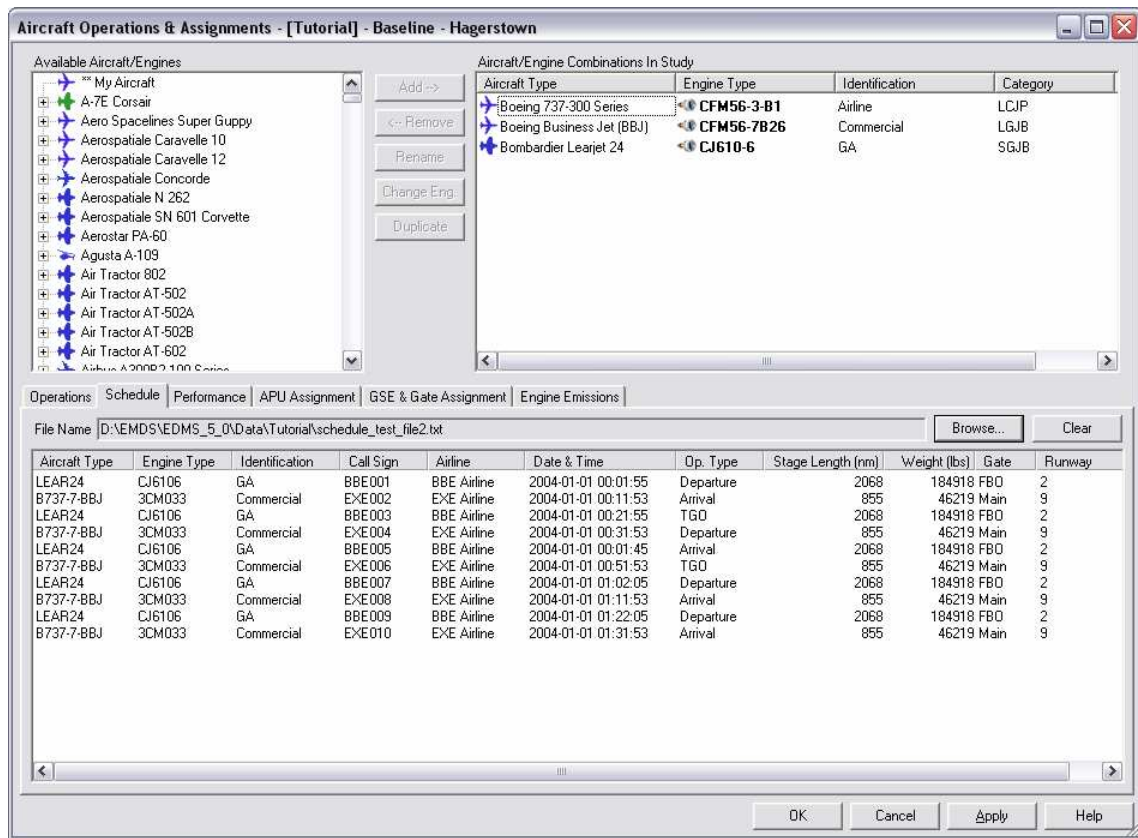 Aircraft Operations & Assignments - [Tutorial] - Baseline - Hagerstown
Available Aircraft/Engines
** My Aircraft
A-7E Corsair
Aero Spacelines Super Guppy
Aerospatiale Caravelle 10
Aerospatiale Caravelle 12
Aerospatiale Concorde
Aerospatiale N 262
Aerospatiale SN 601 Corvette
Aerostar PA-60
Agusta A-109
Air Tractor 802
Air Tractor AT-502
Air Tractor AT-502A
Air Tractor AT-502B
Air Tractor AT-602
Airbus A300B2-100 Series
Add -->
<-- Remove
Rename
Change Eng.
Duplicate
Aircraft/Engine Combinations In Study
Aircraft Type Engine Type Identification Category
Boeing 737-300 Series CFM56-3-B1 Airline LCJP
Boeing Business Jet (BBJ) CFM56-7B26 Commercial LGJB
Bombardier Learjet 24 CJ610-6 GA SGJB
Operations Schedule Performance APU Assignment GSE & Gate Assignment Engine Emissions
File Name D:\EMDS\EDMS_5_0\Data\Tutorial\schedule_test_file2.txt Browse... Clear
Aircraft Type Engine Type Identification Call Sign Airline Date & Time Op. Type Stage Length (nm) Weight (lbs) Gate Runway
LEAR24 CJ6106 GA BBE001 BBE Airline 2004-01-01 00:01:55 Departure 2068 184918 FBO 2
B737-7-BBJ 3CM033 Commercial EXE002 EXE Airline 2004-01-01 00:11:53 Arrival 855 46219 Main 9
LEAR24 CJ6106 GA BBE003 BBE Airline 2004-01-01 00:21:55 TGO 2068 184918 FBO 2
B737-7-BBJ 3CM033 Commercial EXE004 EXE Airline 2004-01-01 00:31:53 Departure 855 46219 Main 9
LEAR24 CJ6106 GA BBE005 BBE Airline 2004-01-01 00:01:45 Arrival 2068 184918 FBO 2
B737-7-BBJ 3CM033 Commercial EXE006 EXE Airline 2004-01-01 00:51:53 TGO 855 46219 Main 9
LEAR24 CJ6106 GA BBE007 BBE Airline 2004-01-01 01:02:05 Departure 2068 184918 FBO 2
B737-7-BBJ 3CM033 Commercial EXE008 EXE Airline 2004-01-01 01:11:53 Arrival 855 46219 Main 9
LEAR24 CJ6106 GA BBE009 BBE Airline 2004-01-01 01:22:05 Departure 2068 184918 FBO 2
B737-7-BBJ 3CM033 Commercial EXE010 EXE Airline 2004-01-01 01:31:53 Arrival 855 46219 Main 9
OK Cancel Apply Help